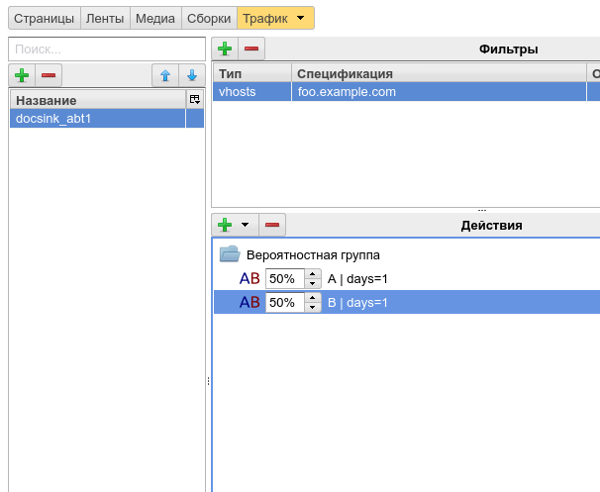 Страницы Ленты Медиа Сборки Трафик
Поиск...
Фильтры
Тип Спецификация О
Название
vhosts foo.example.com
docsink_abt1
Действия
Вероятностная группа
AB 50% A | days=1
AB 50% B | days=1